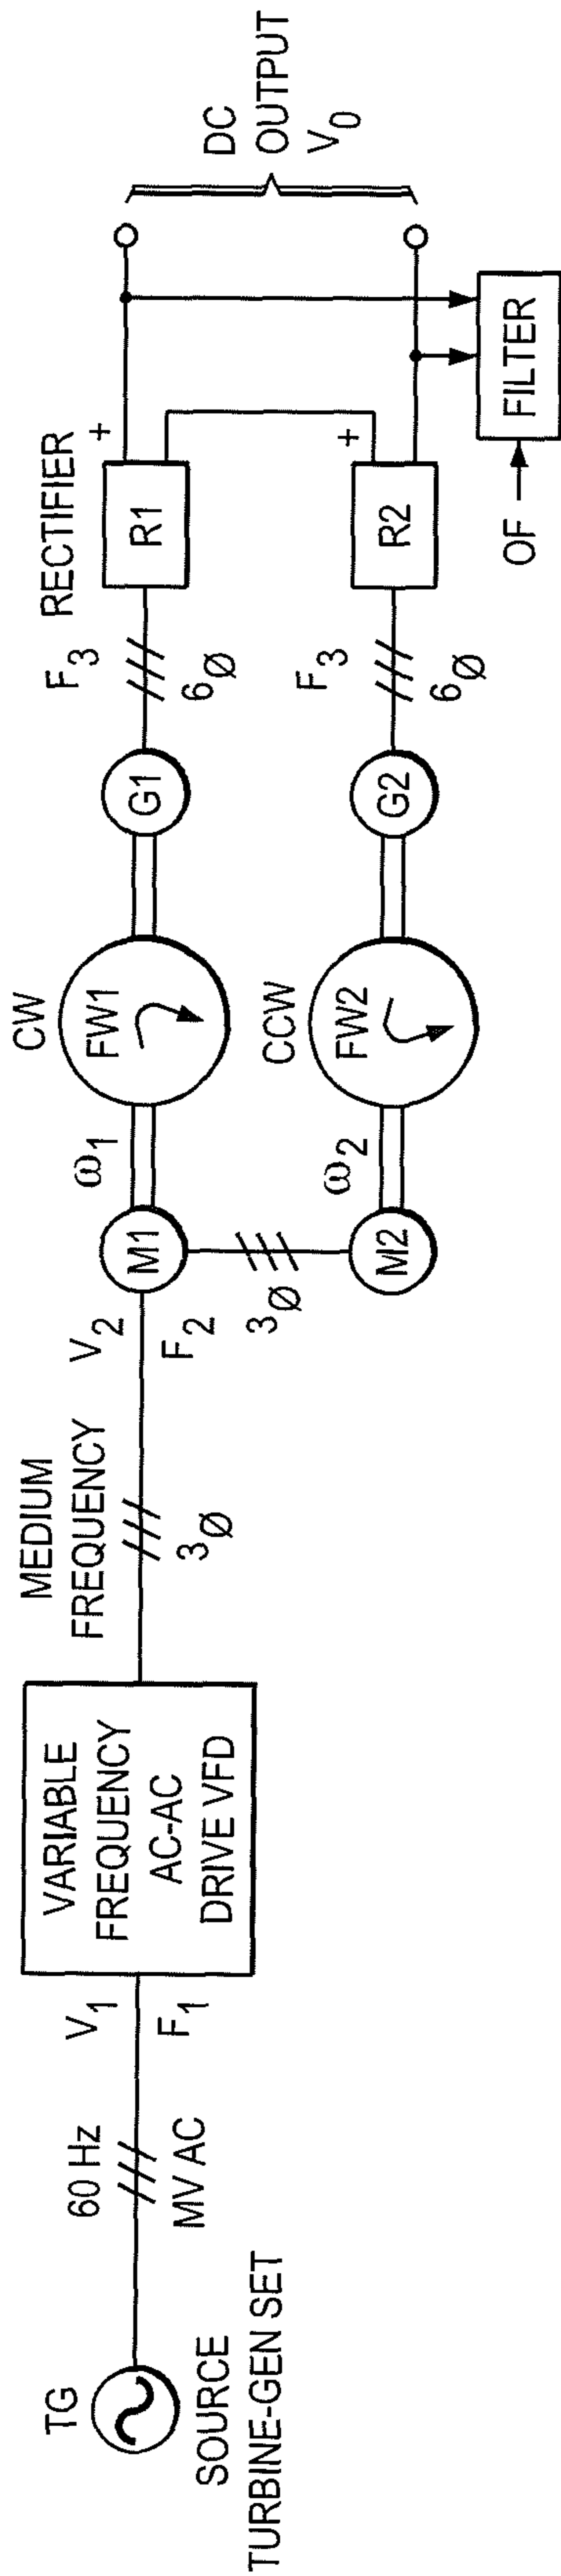 TG
SOURCE
TURBINE-GEN SET
60 Hz
MV AC
V1
F1
VARIABLE
FREQUENCY
AC-AC
DRIVE VFD
MEDIUM
FREQUENCY
3Ø
V2
F2
M1
3Ø
M2
ω1
ω2
CW
FW1
CCW
FW2
G1
G2
F3
6Ø
F3
6Ø
RECTIFIER
R1
+
R2
+
OF
FILTER
DC
OUTPUT
V0